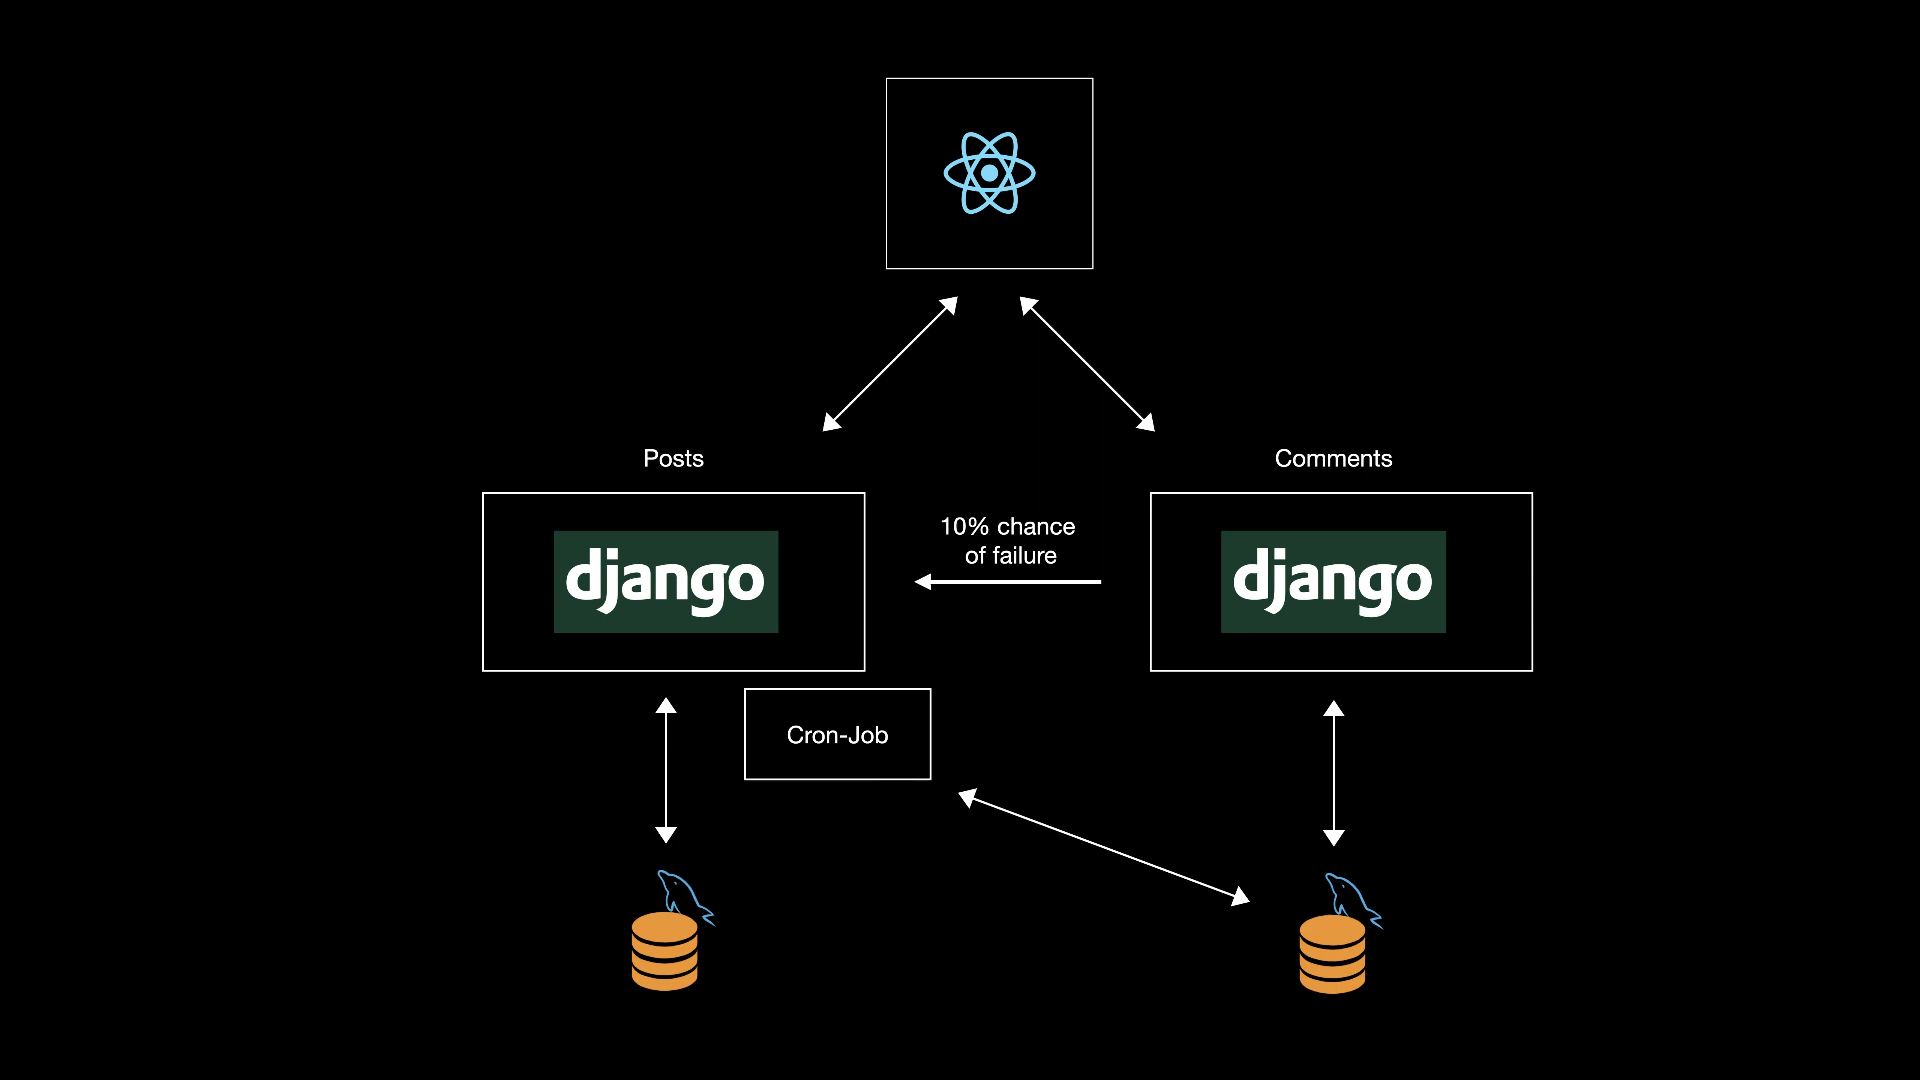 Posts
Comments
10% chance
of failure
django
django
Cron-Job